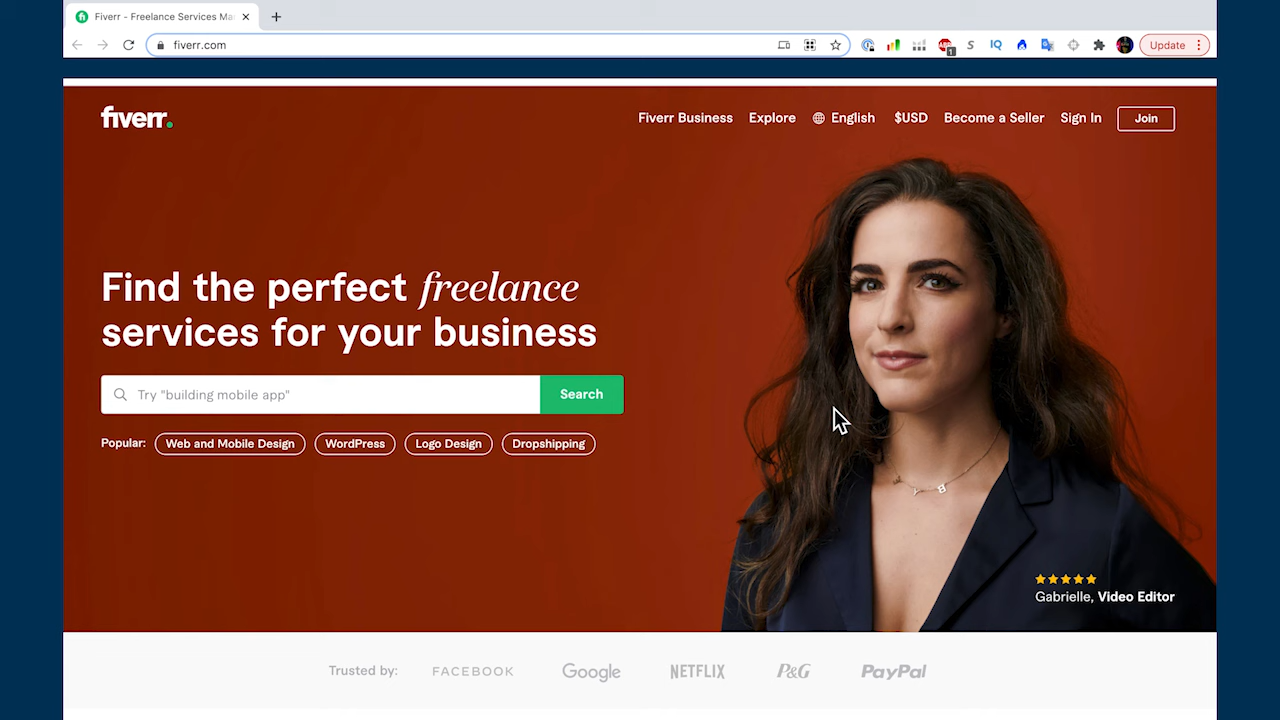 Fiverr - Freelance Services Ma
fiverr.com
1
S
IQ
Update
fiverr.
Fiverr Business
Explore
English
$USD
Become a Seller
Sign In
Join
Find the perfect freelance
services for your business
Try "building mobile app"
Search
Popular:
Web and Mobile Design
WordPress
Logo Design
Dropshipping
Gabrielle, Video Editor
Trusted by:
FACEBOOK
Google
NETFLIX
P&G
PayPal